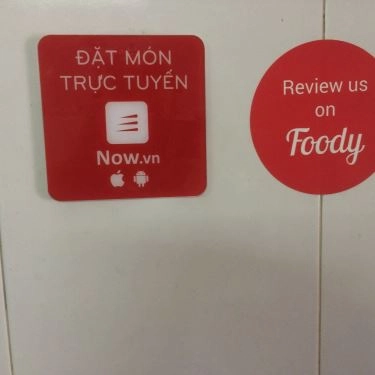 ĐẶT MÓN
TRỰC TUYẾN
Now.vn
Review us
on
Foody